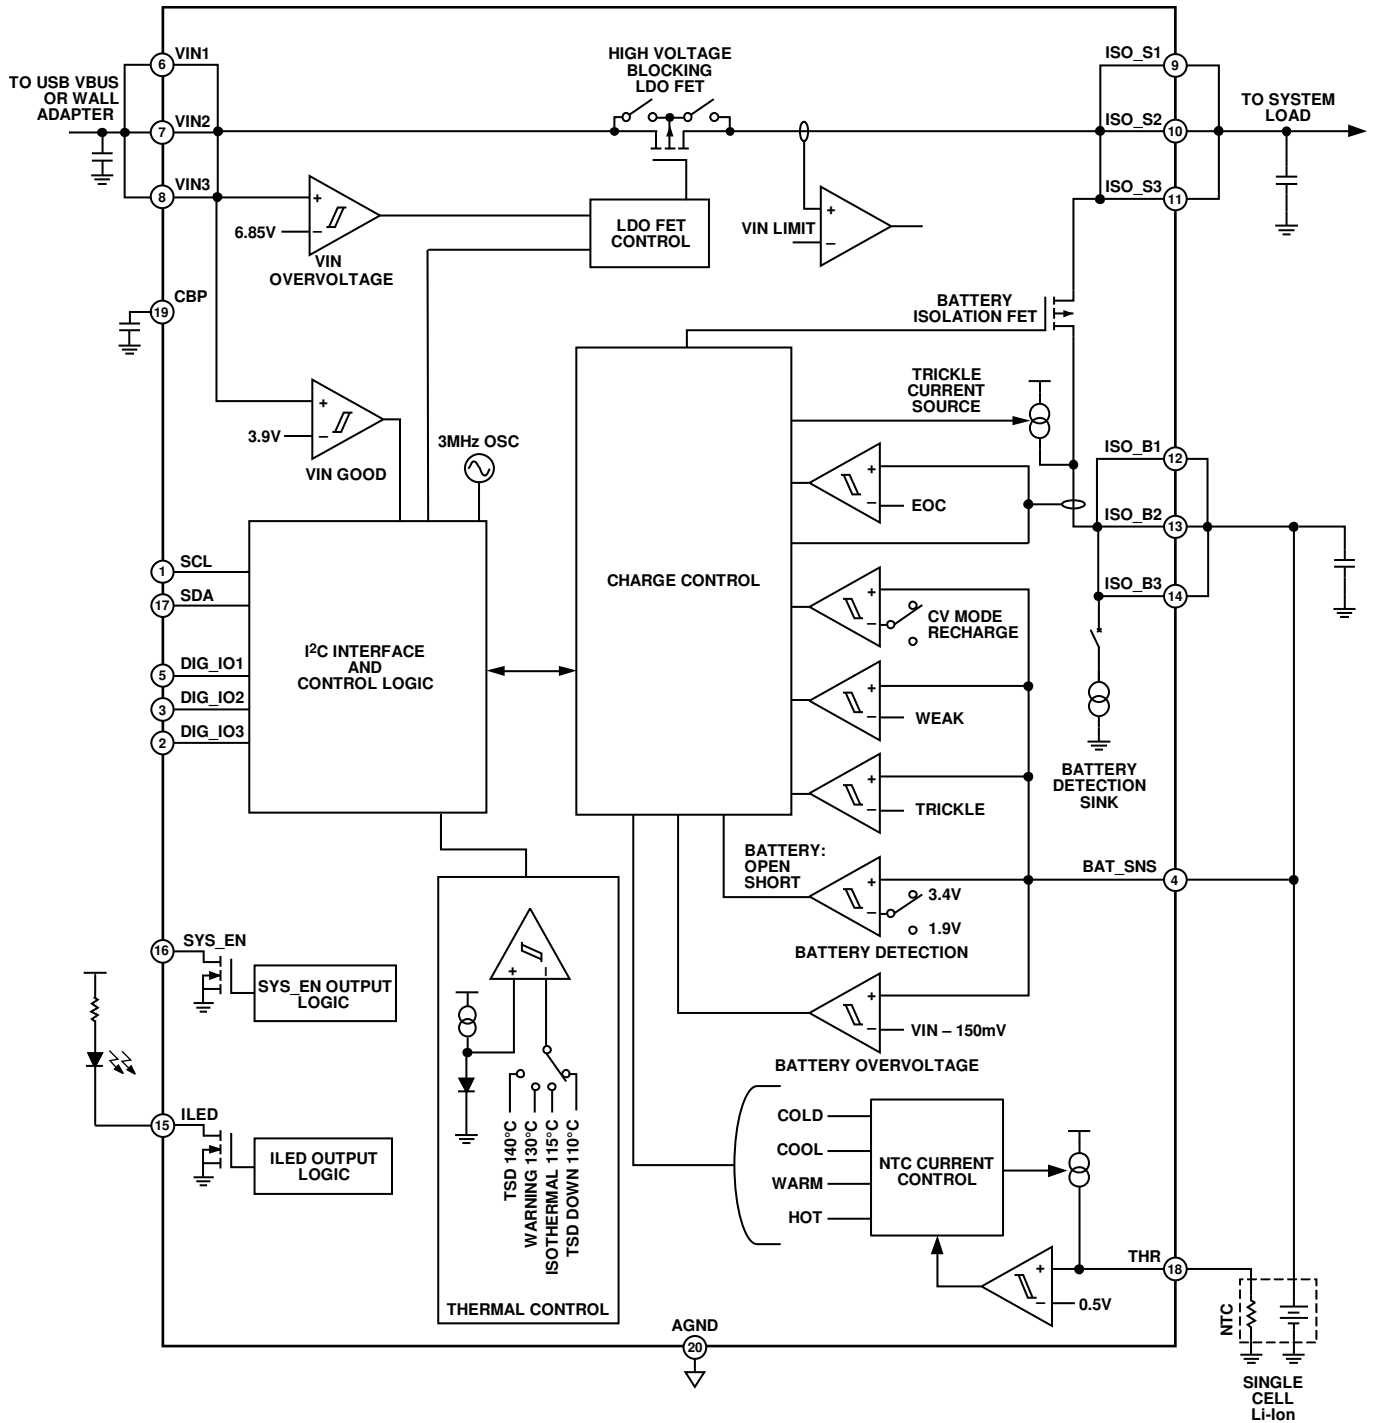 VIN1
6
TO USB VBUS
OR WALL
ADAPTER
VIN2
7
VIN3
8
HIGH VOLTAGE
BLOCKING
LDO FET
ISO_S1
9
ISO_S2
10
ISO_S3
11
TO SYSTEM
LOAD
+
–
6.85V
VIN
OVERVOLTAGE
LDO FET
CONTROL
VIN LIMIT
+
–
CBP
19
BATTERY
ISOLATION FET
TRICKLE
CURRENT
SOURCE
+
–
3.9V
VIN GOOD
3MHz OSC
ISO_B1
12
ISO_B2
13
ISO_B3
14
+
–
EOC
SCL
1
SDA
17
DIG_IO1
5
DIG_IO2
3
DIG_IO3
2
I2C INTERFACE
AND
CONTROL LOGIC
CHARGE CONTROL
+
–
CV MODE
RECHARGE
+
–
WEAK
+
–
TRICKLE
BATTERY
DETECTION
SINK
BATTERY:
OPEN
SHORT
+
–
3.4V
1.9V
BATTERY DETECTION
BAT_SNS
4
+
–
VIN – 150mV
BATTERY OVERVOLTAGE
SYS_EN
16
SYS_EN OUTPUT
LOGIC
ILED
15
ILED OUTPUT
LOGIC
+
–
TSD 140°C
WARNING 130°C
ISOTHERMAL 115°C
TSD DOWN 110°C
THERMAL CONTROL
COLD
COOL
WARM
HOT
NTC CURRENT
CONTROL
+
–
0.5V
THR
18
NTC
SINGLE
CELL
Li-Ion
AGND
20